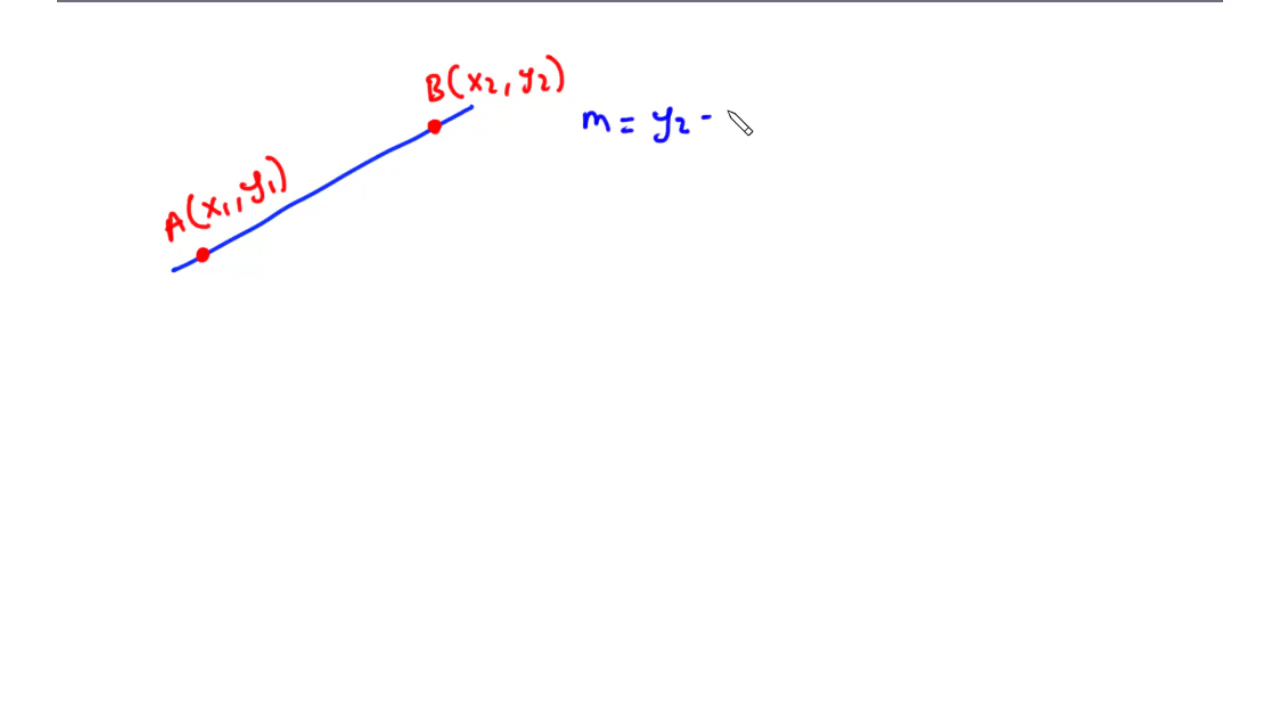 B(x₂, y₂)
m = y₂ -
A(x₁, y₁)